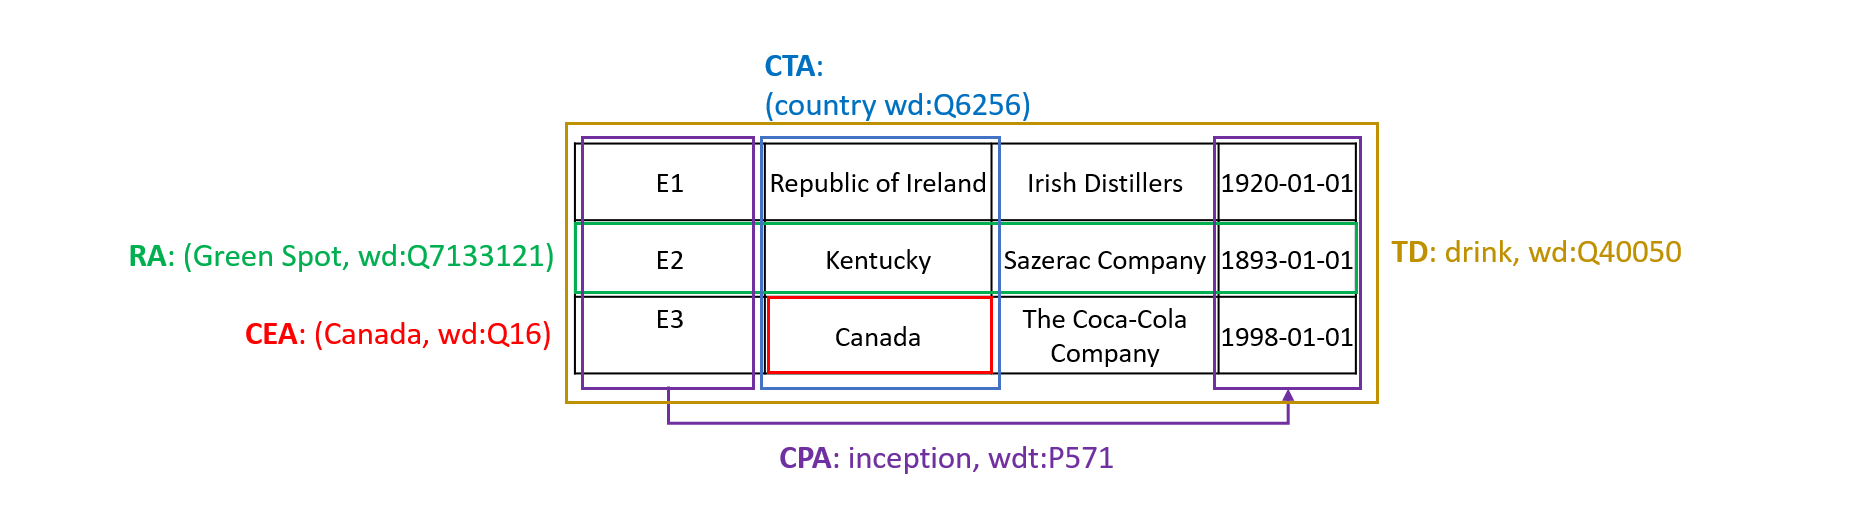 CTA:
(country wd:Q6256)
E1 Republic of Ireland Irish Distillers 1920-01-01
RA: (Green Spot, wd:Q7133121) E2 Kentucky Sazerac Company 1893-01-01 TD: drink, wd:Q40050
CEA: (Canada, wd:Q16) E3 Canada The Coca-Cola
Company 1998-01-01
CPA: inception, wdt:P571